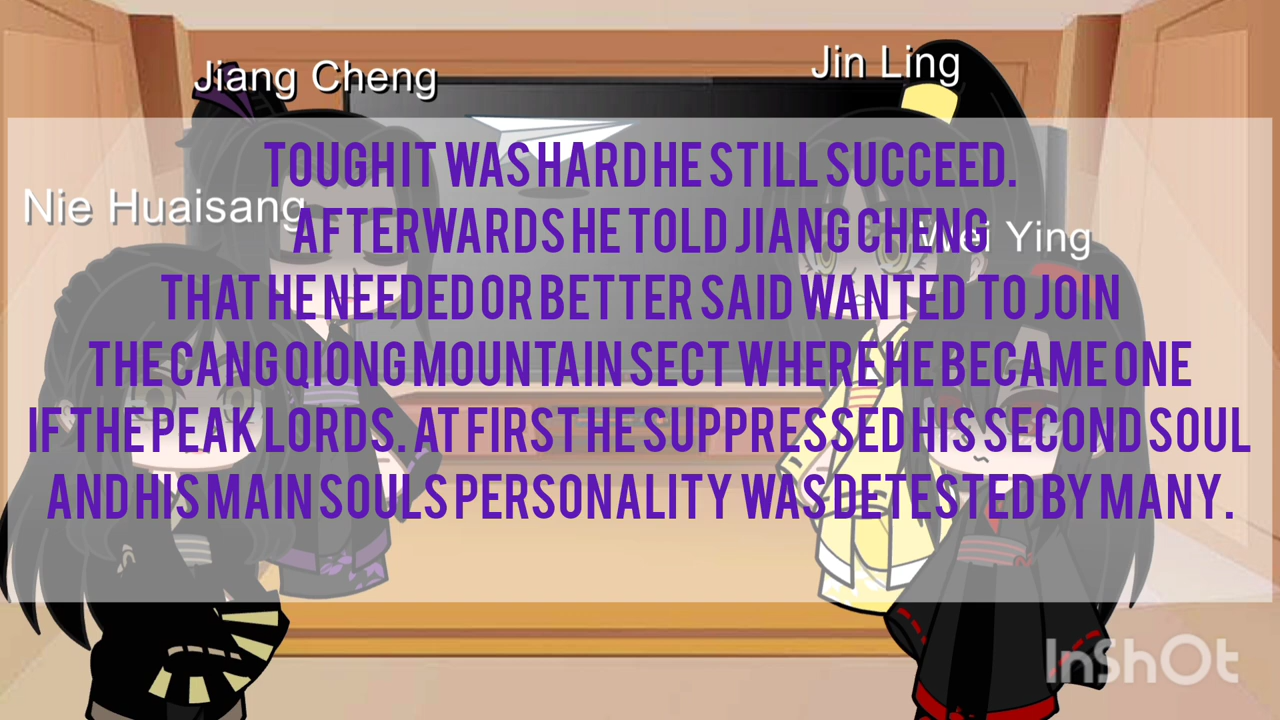 Jiang Cheng
Jin Ling
TOUGH IT WAS HARD HE STILL SUCCEED.
Nie Huaisang
AFTERWARDS HE TOLD JIANG CHENG
Wei Ying
THAT HE NEEDED OR BETTER SAID WANTED TO JOIN
THE CANG QIONG MOUNTAIN SECT WHERE HE BECAME ONE
IF THE PEAK LORDS. AT FIRST HE SUPPRESSED HIS SECOND SOUL
AND HIS MAIN SOULS PERSONALITY WAS DETESTED BY MANY.
InShOt